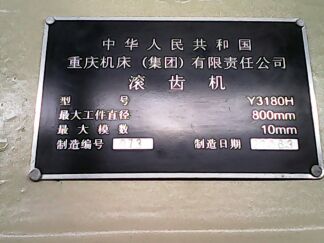 中华人民共和国
重庆机床（集团）有限责任公司
滚齿机
型号 Y3180H
最大工件直径 800mm
最大模数 10mm
制造编号 制造日期